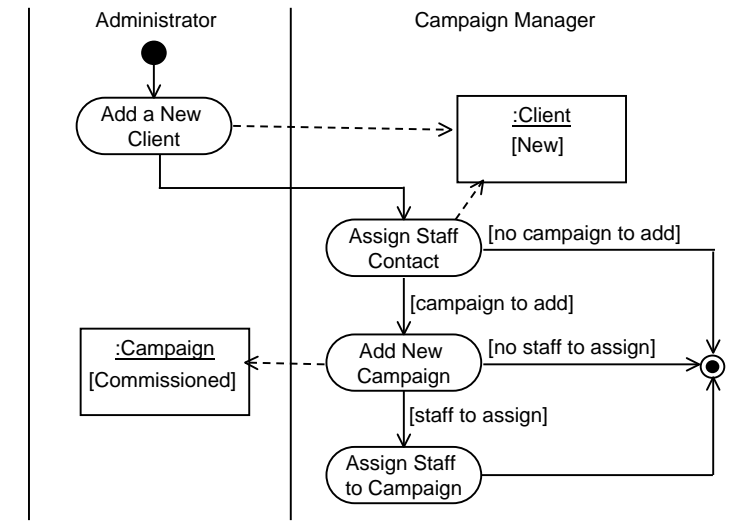 Administrator
Campaign Manager
Add a New
Client
:Client
[New]
Assign Staff
Contact
[no campaign to add]
[campaign to add]
:Campaign
[Commissioned]
Add New
Campaign
[no staff to assign]
[staff to assign]
Assign Staff
to Campaign